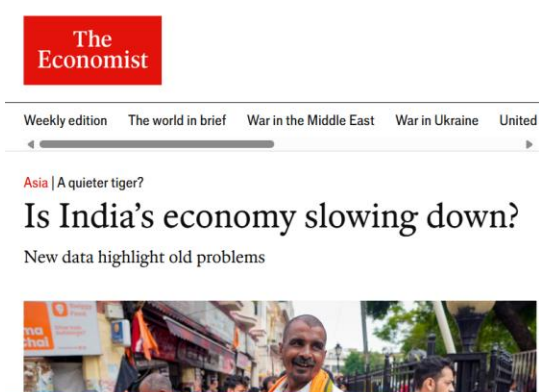 The
Economist
Weekly edition The world in brief War in the Middle East War in Ukraine United
Asia | A quieter tiger?
Is India's economy slowing down?
New data highlight old problems